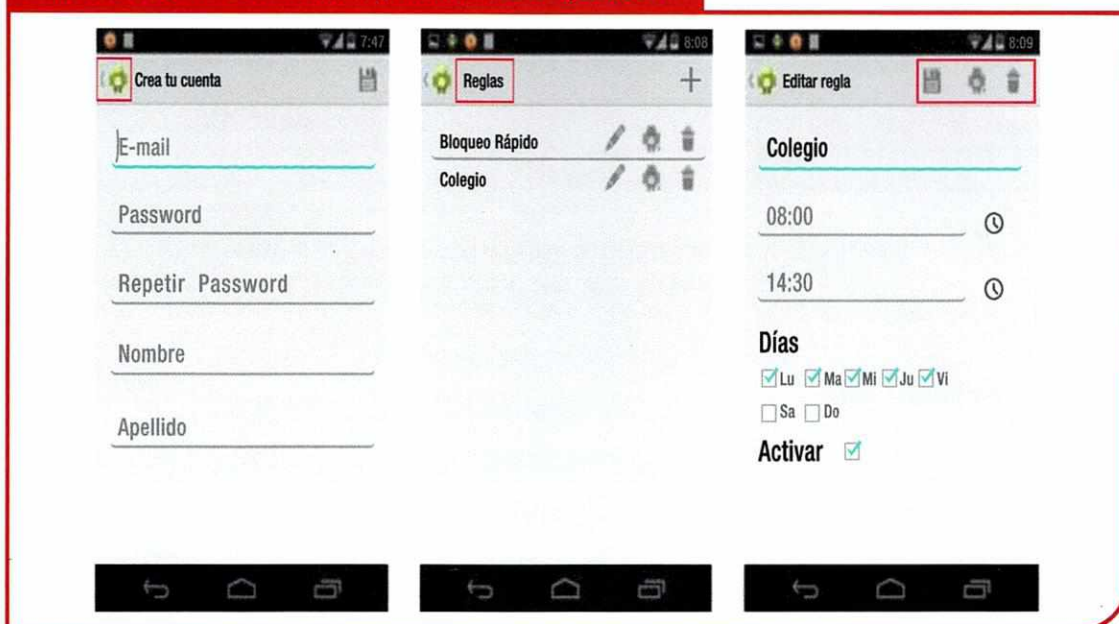 7:47
Crea tu cuenta
E-mail
Password
Repetir Password
Nombre
Apellido
8:08
Reglas
Bloqueo Rápido
Colegio
8:09
Editar regla
Colegio
08:00
14:30
Días
Lu Ma Mi Ju Vi
Sa Do
Activar